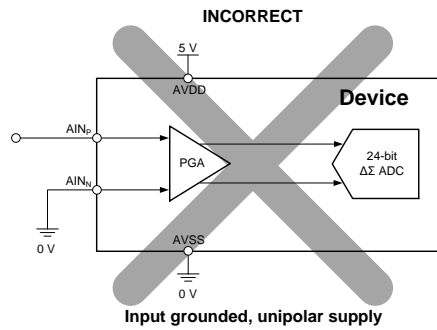 INCORRECT
5 V
AVDD
Device
AINP
PGA
24-bit
ΔΣ ADC
AINN
0 V
AVSS
0 V
Input grounded, unipolar supply